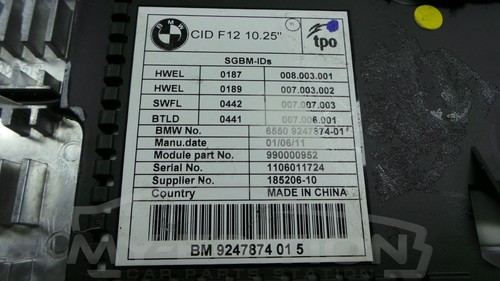 BMW CID F12 10.25" tpo
SGBM-IDs
HWEL 0187 008.003.001
HWEL 0189 007.003.002
SWFL 0442 007.007.003
BTLD 0441 007.006.001
BMW No. 6550 9247874-01
Manu.date 01/06/11
Module part No. 990000952
Serial No. 1106011724
Supplier No. 185206-10
Country MADE IN CHINA
BM 9247874 01 5
CAR PARTS STATION